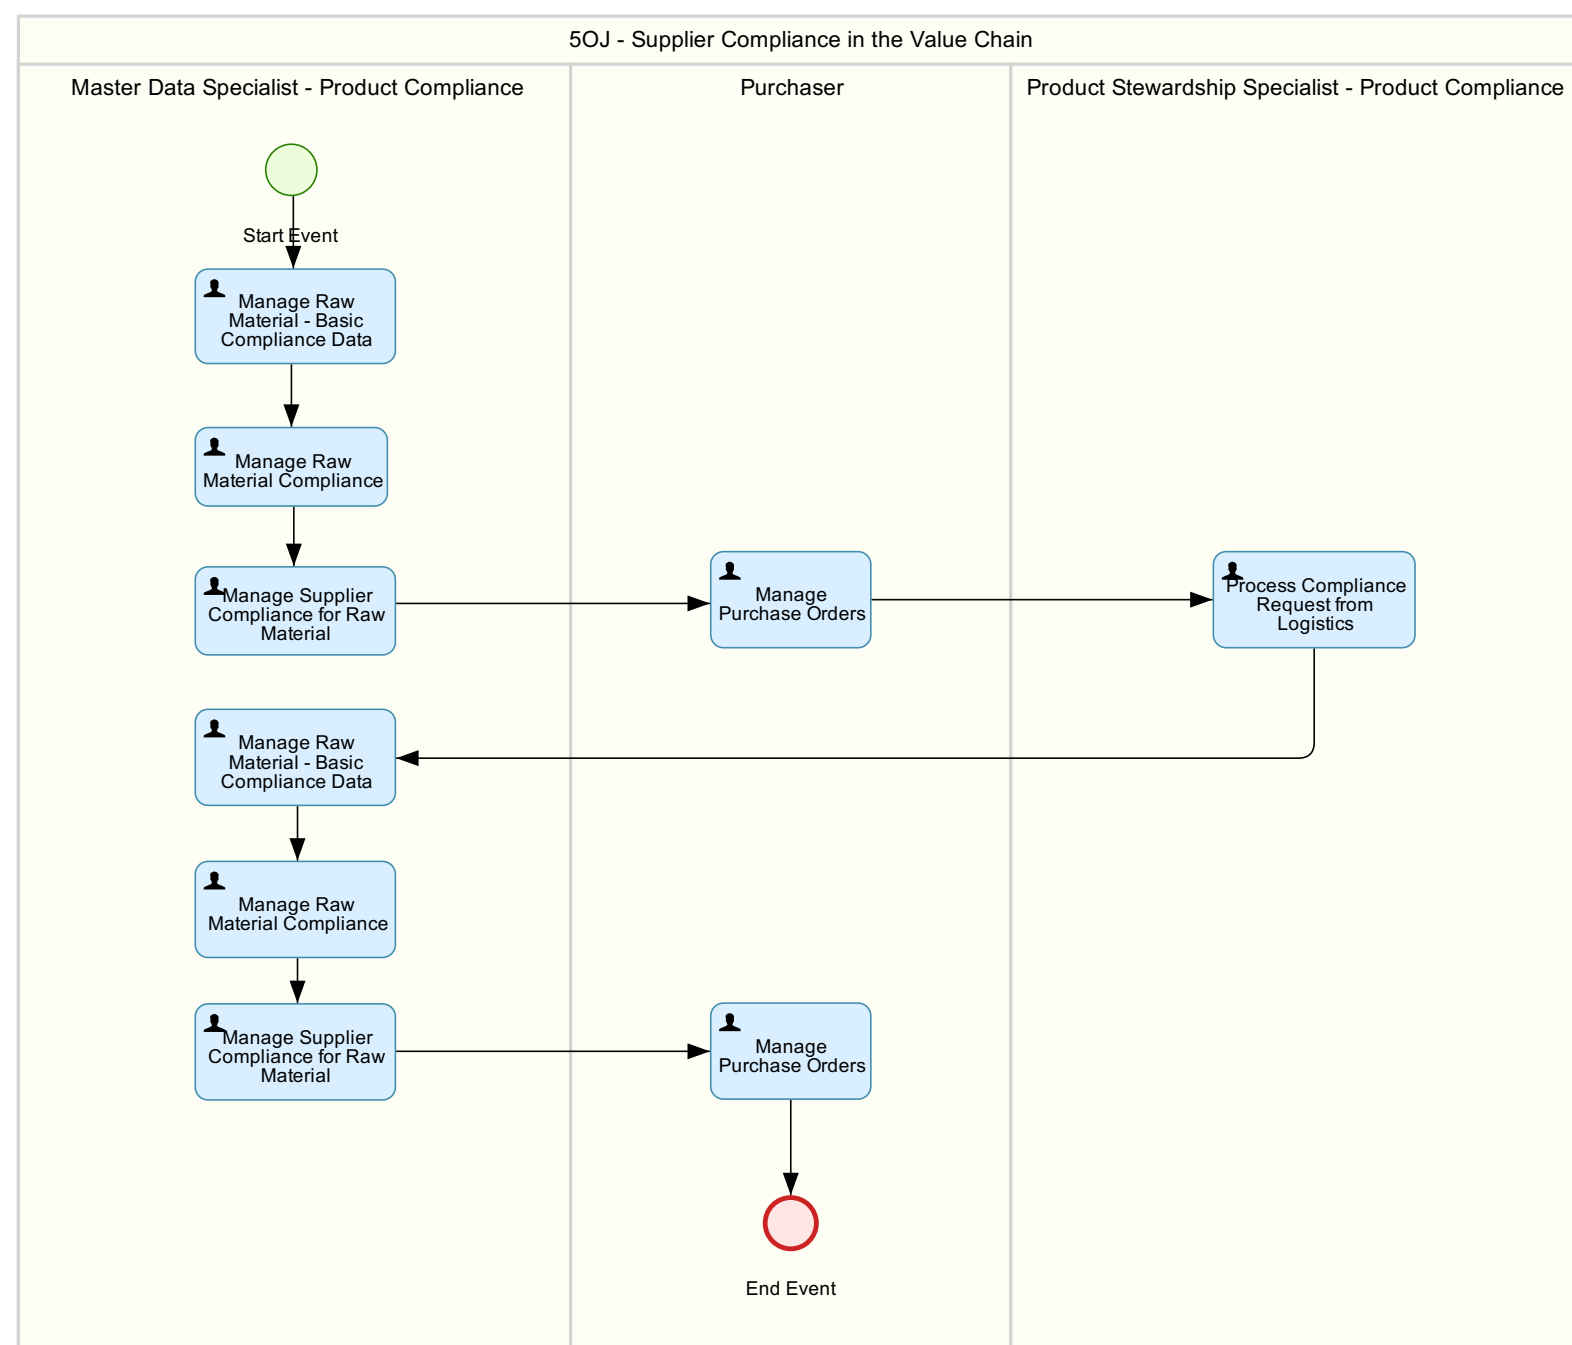 5OJ - Supplier Compliance in the Value Chain
Master Data Specialist - Product Compliance
Purchaser
Product Stewardship Specialist - Product Compliance
Start Event
Manage Raw
Material - Basic
Compliance Data
Manage Raw
Material Compliance
Manage Supplier
Compliance for Raw
Material
Manage
Purchase Orders
Process Compliance
Request from
Logistics
Manage Raw
Material - Basic
Compliance Data
Manage Raw
Material Compliance
Manage Supplier
Compliance for Raw
Material
Manage
Purchase Orders
End Event